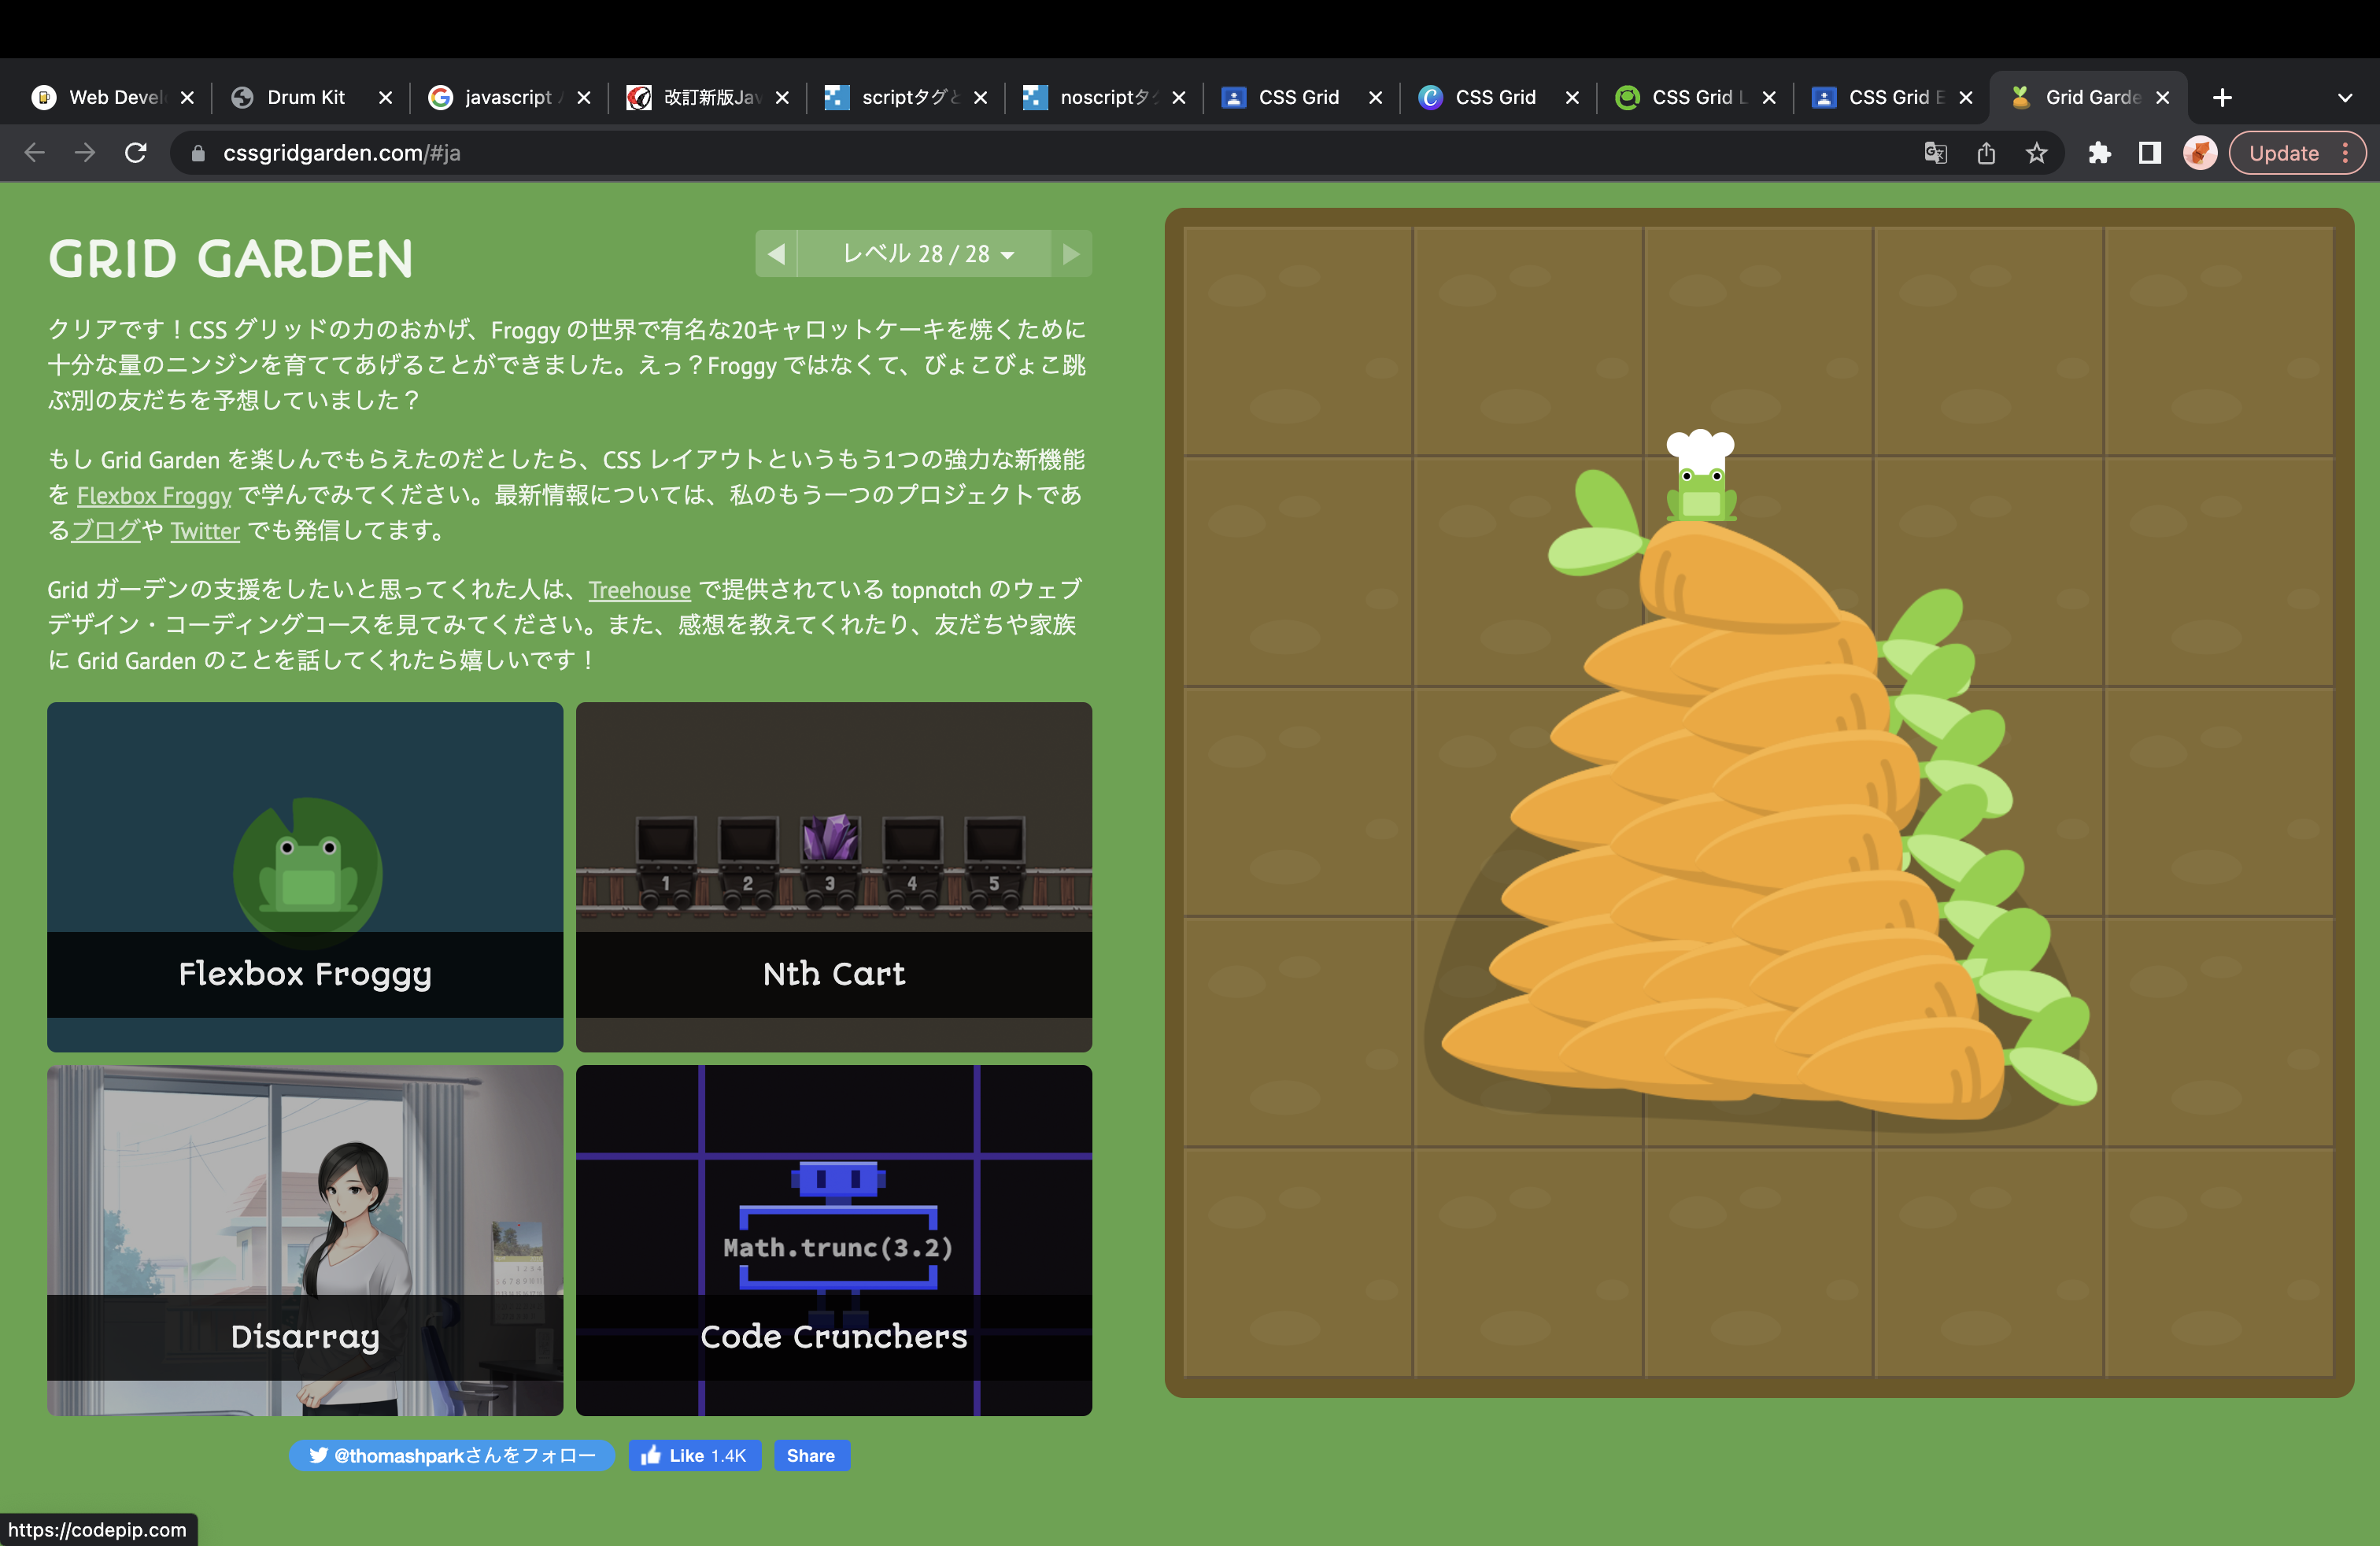 Web Devel
Drum Kit
javascript
改訂新版Jav
scriptタグと
noscriptタグ
CSS Grid
CSS Grid
CSS Grid L
CSS Grid E
Grid Garde
cssgridgarden.com/#ja
Update
GRID GARDEN
レベル 28 / 28
クリアです！CSS グリッドの力のおかげ、Froggy の世界で有名な20キャロットケーキを焼くために
十分な量のニンジンを育ててあげることができました。えっ？Froggy ではなくて、ぴょこぴょこ跳
ぶ別の友だちを予想していました？
もし Grid Garden を楽しんでもらえたのだとしたら、CSS レイアウトというもう1つの強力な新機能
を Flexbox Froggy で学んでみてください。最新情報については、私のもう一つのプロジェクトであ
るブログや Twitter でも発信してます。
Grid ガーデンの支援をしたいと思ってくれた人は、Treehouse で提供されている topnotch のウェブ
デザイン・コーディングコースを見てみてください。また、感想を教えてくれたり、友だちや家族
に Grid Garden のことを話してくれたら嬉しいです！
1 2 3 4 5
Flexbox Froggy
Nth Cart
Math.trunc(3.2)
Disarray
Code Crunchers
@thomashparkさんをフォロー
Like 1.4K
Share
https://codepip.com